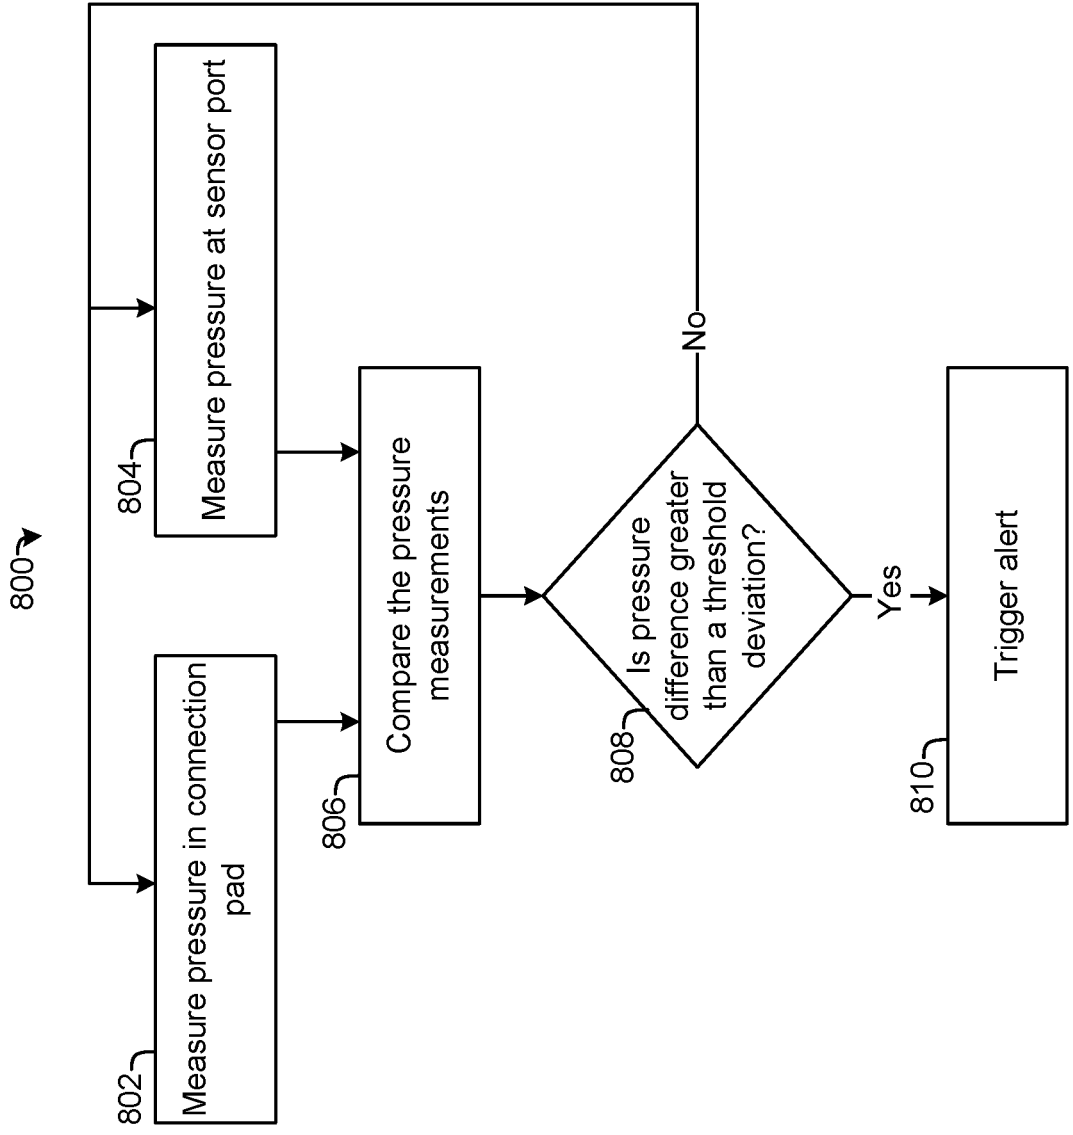 800
802
Measure pressure in connection
pad
804
Measure pressure at sensor port
806
Compare the pressure
measurements
808
Is pressure
difference greater
than a threshold
deviation?
No
Yes
810
Trigger alert